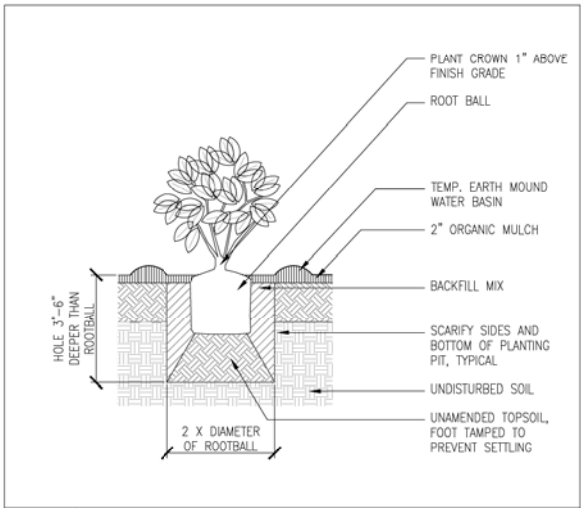 PLANT CROWN 1" ABOVE
FINISH GRADE
ROOT BALL
TEMP. EARTH MOUND
WATER BASIN
2" ORGANIC MULCH
BACKFILL MIX
SCARIFY SIDES AND
BOTTOM OF PLANTING
PIT, TYPICAL
UNDISTURBED SOIL
UNAMENDED TOPSOIL,
FOOT TAMPED TO
PREVENT SETTLING
HOLE 3"-6"
DEEPER THAN
ROOTBALL
2 X DIAMETER
OF ROOTBALL